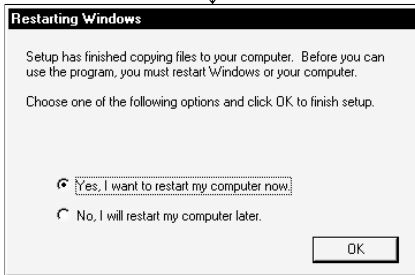 Restarting Windows
Setup has finished copying files to your computer. Before you can
use the program, you must restart Windows or your computer.
Choose one of the following options and click OK to finish setup.
Yes, I want to restart my computer now.
No, I will restart my computer later.
OK